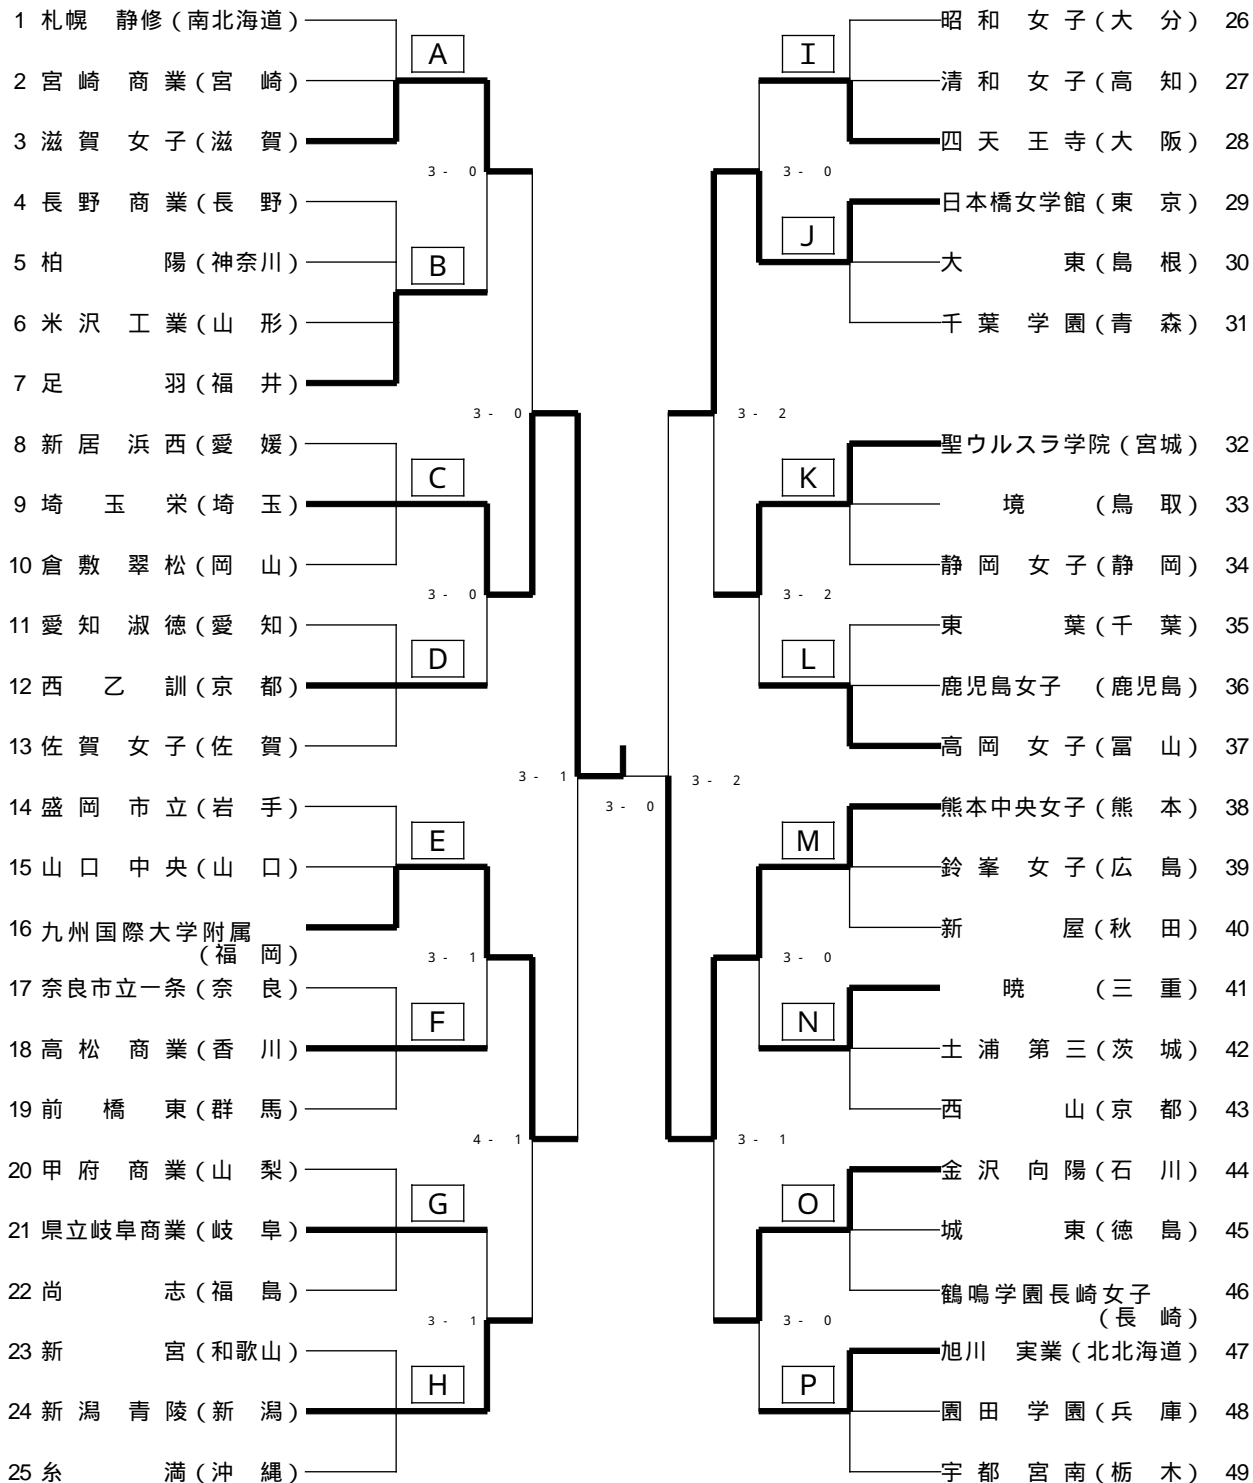 1 札幌 静修(南北海道)
A
2 宮崎商業(宮 崎)
3 滋賀女子(滋 賀)
3 - 0
4 長野商業(長 野)
5 柏陽(神奈川)
B
6 米沢工業(山 形)
7 足羽(福 井)
3 - 0
8 新居浜西(愛 媛)
C
9 埼玉栄(埼 玉)
10 倉敷翠松(岡 山)
3 - 0
11 愛知淑徳(愛 知)
D
12 西乙訓(京 都)
13 佐賀女子(佐 賀)
3 - 1
14 盛岡市立(岩 手)
E
15 山口中央(山 口)
16 九州国際大学附属
(福 岡)
3 - 1
17 奈良市立一条(奈 良)
F
18 高松商業(香 川)
19 前橋東(群 馬)
4 - 1
20 甲府商業(山 梨)
G
21 県立岐阜商業(岐 阜)
22 尚志(福 島)
3 - 1
23 新宮(和歌山)
H
24 新潟青陵(新 潟)
25 糸満(沖 縄)
3 - 0
昭和女子(大 分) 26
I
清和女子(高 知) 27
四天王寺(大 阪) 28
3 - 0
日本橋女学館(東 京) 29
J
大東(島 根) 30
千葉学園(青 森) 31
3 - 2
聖ウルスラ学院(宮城) 32
K
境(鳥 取) 33
静岡女子(静 岡) 34
3 - 2
東葉(千 葉) 35
L
鹿児島女子 (鹿児島) 36
高岡女子(冨 山) 37
3 - 2
熊本中央女子(熊 本) 38
M
鈴峯女子(広 島) 39
新屋(秋 田) 40
3 - 0
暁(三 重) 41
N
土浦第三(茨 城) 42
西山(京 都) 43
3 - 1
金沢向陽(石 川) 44
O
城東(徳 島) 45
鶴鳴学園長崎女子 46
(長 崎)
3 - 0
旭川 実業(北北海道) 47
P
園田学園(兵 庫) 48
宇都宮南(栃 木) 49